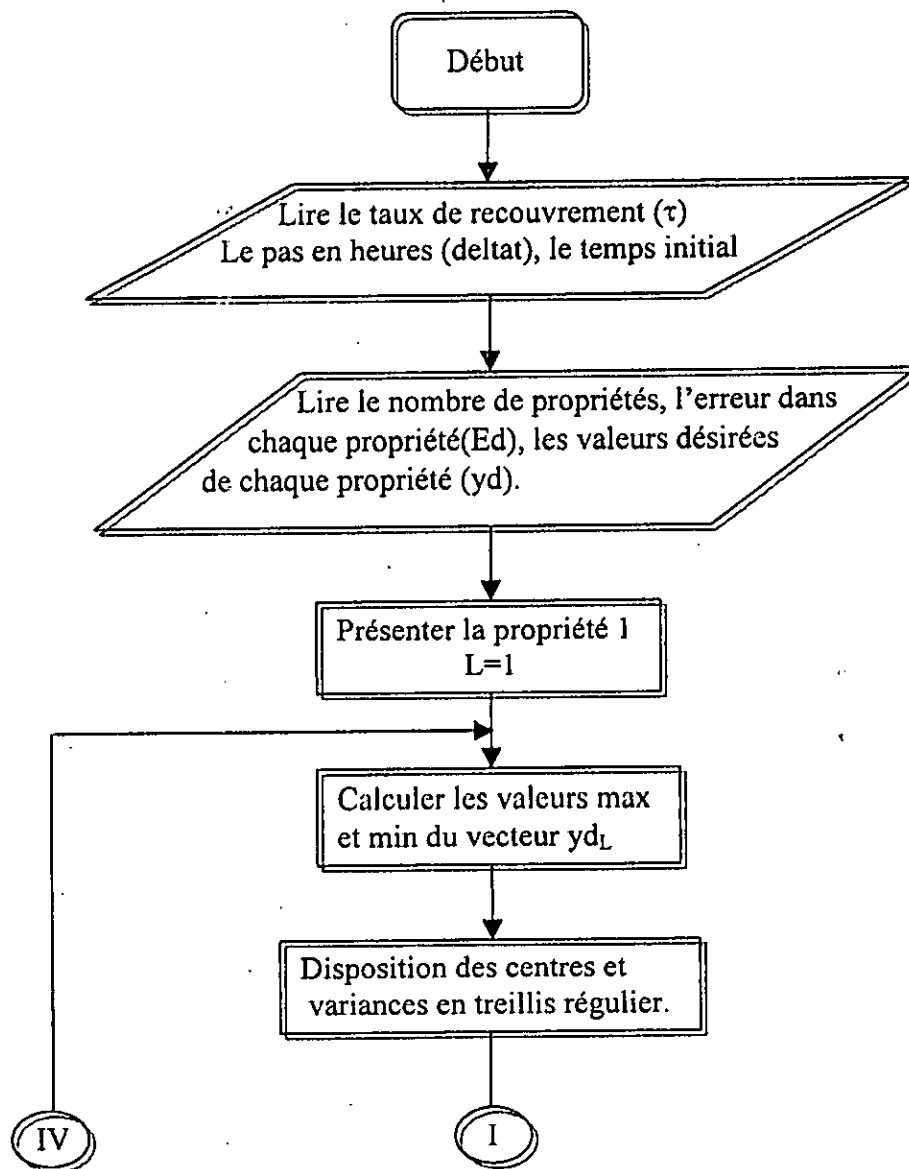 Début
Lire le taux de recouvrement (τ)
Le pas en heures (deltat), le temps initial
Lire le nombre de propriétés, l'erreur dans
chaque propriété(Ed), les valeurs désirées
de chaque propriété (yd).
Présenter la propriété 1
L=1
Calculer les valeurs max
et min du vecteur yd_L
Disposition des centres et
variances en treillis régulier.
IV
I